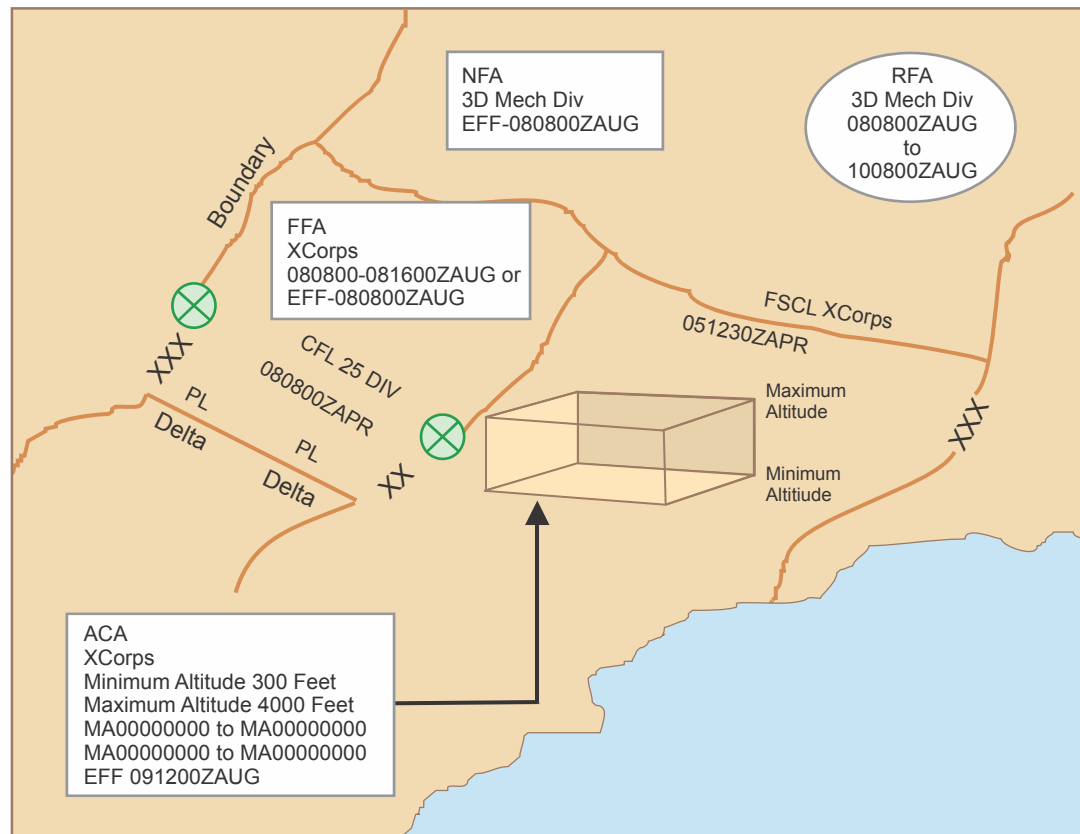 NFA
3D Mech Div
EFF-080800ZAUG
RFA
3D Mech Div
080800ZAUG
to
100800ZAUG
Boundary
FFA
XCorps
080800-081600ZAUG or
EFF-080800ZAUG
FSCL XCorps
051230ZAPR
XXX
CFL 25 DIV
080800ZAPR
PL
Delta
PL
Delta
XX
Maximum
Altitude
Minimum
Altitiude
XXX
ACA
XCorps
Minimum Altitude 300 Feet
Maximum Altitude 4000 Feet
MA00000000 to MA00000000
MA00000000 to MA00000000
EFF 091200ZAUG